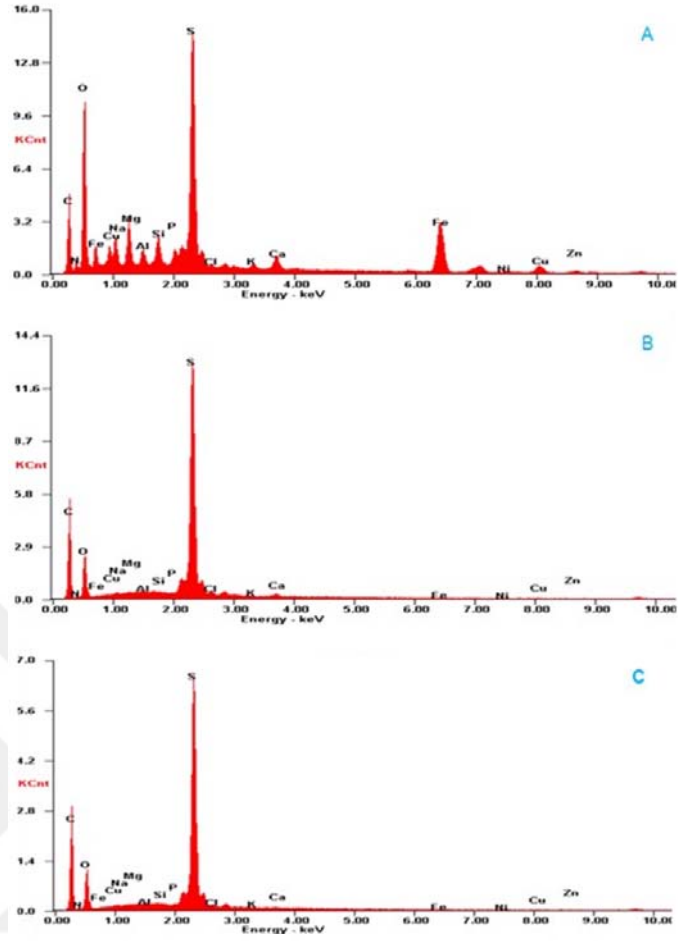 16.0
A
S
12.8
O
9.6
KCnt
6.4
C
3.2
Fe Cu Na Mg Al Si P Cl K Ca Fe Ni Cu Zn
N
0.0
0.00 1.00 2.00 3.00 4.00 5.00 6.00 7.00 8.00 9.00 10.0
Energy - keV
14.4
B
S
11.6
8.7
KCnt
5.8
C
2.9
O
N Fe Cu Na Mg Al Si P Cl K Ca Fe Ni Cu Zn
0.0
0.00 1.00 2.00 3.00 4.00 5.00 6.00 7.00 8.00 9.00 10.0
Energy - keV
7.0
C
S
5.6
4.2
KCnt
2.8
C
1.4
O
N Fe Cu Na Mg Al Si P Cl K Ca Fe Ni Cu Zn
0.0
0.00 1.00 2.00 3.00 4.00 5.00 6.00 7.00 8.00 9.00 10.0
Energy - keV